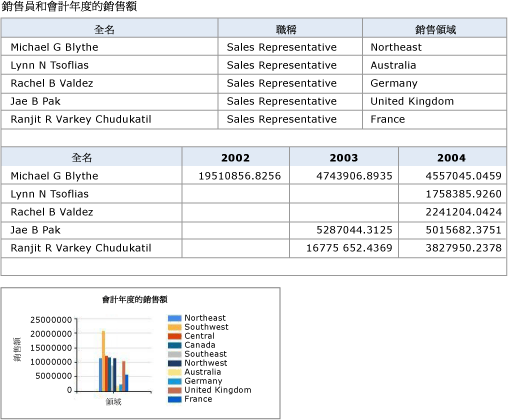 銷售員和會計年度的銷售額
全名 職稱 銷售領域
Michael G Blythe Sales Representative Northeast
Lynn N Tsoflias Sales Representative Australia
Rachel B Valdez Sales Representative Germany
Jae B Pak Sales Representative United Kingdom
Ranjit R Varkey Chudukatil Sales Representative France
全名 2002 2003 2004
Michael G Blythe 19510856.8256 4743906.8935 4557045.0459
Lynn N Tsoflias 1758385.9260
Rachel B Valdez 2241204.0424
Jae B Pak 5287044.3125 5015682.3751
Ranjit R Varkey Chudukatil 16775 652.4369 3827950.2378
會計年度的銷售額
銷售額
25000000
20000000
15000000
10000000
5000000
0
領域
Northeast
Southwest
Central
Canada
Southeast
Northwest
Australia
Germany
United Kingdom
France